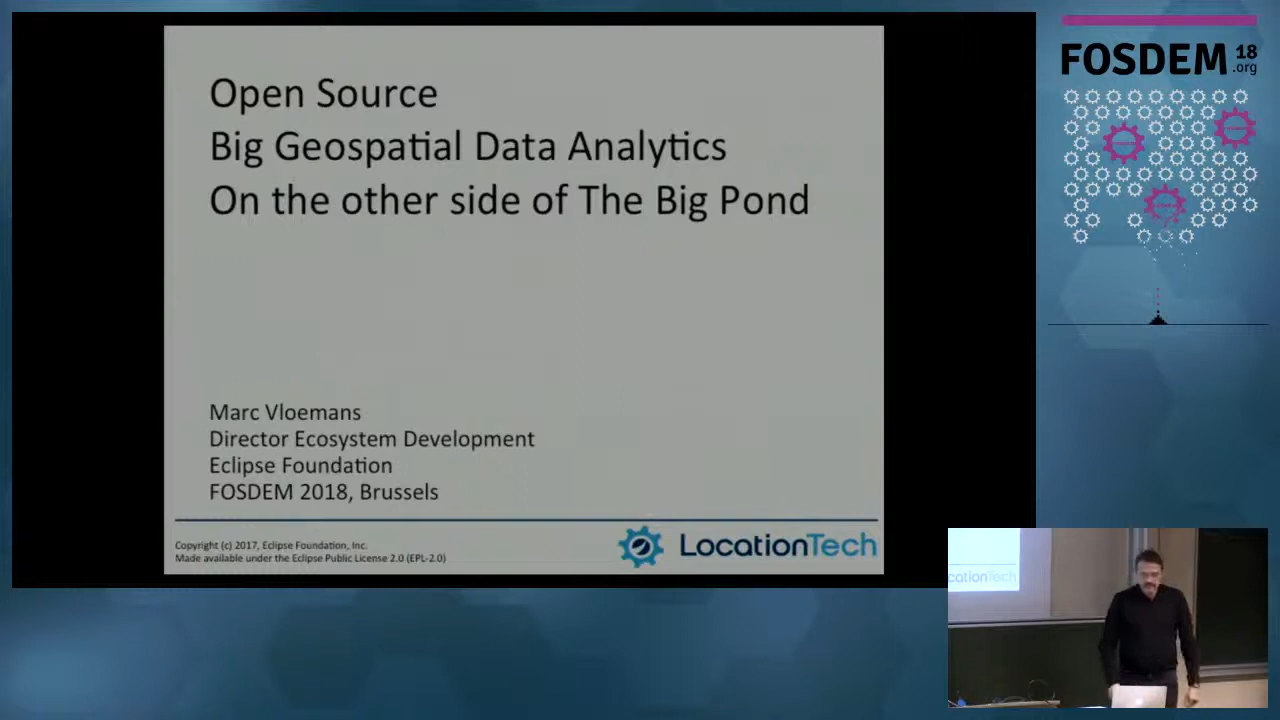 Open Source
Big Geospatial Data Analytics
On the other side of The Big Pond
Marc Vloemans
Director Ecosystem Development
Eclipse Foundation
FOSDEM 2018, Brussels
Copyright (c) 2017, Eclipse Foundation, Inc.
Made available under the Eclipse Public License 2.0 (EPL-2.0)
LocationTech
FOSDEM 18
.org
cationTech